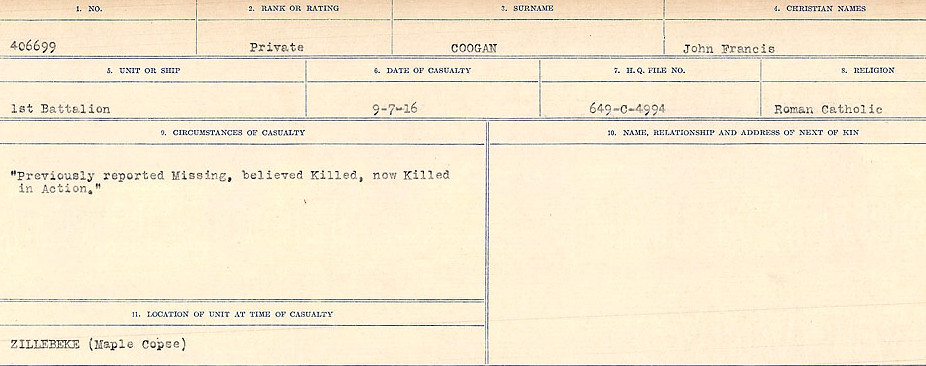 1. NO. 2. RANK OR RATING 3. SURNAME 4. CHRISTIAN NAMES
406699 Private COOGAN John Francis
5. UNIT OR SHIP 6. DATE OF CASUALTY 7. H.Q. FILE NO. 8. RELIGION
1st Battalion 9-7-16 649-C-4994 Roman Catholic
9. CIRCUMSTANCES OF CASUALTY 10. NAME, RELATIONSHIP AND ADDRESS OF NEXT OF KIN
"Previously reported Missing, believed Killed, now Killed
in Action."
11. LOCATION OF UNIT AT TIME OF CASUALTY
ZILLEBEKE (Maple Copse)